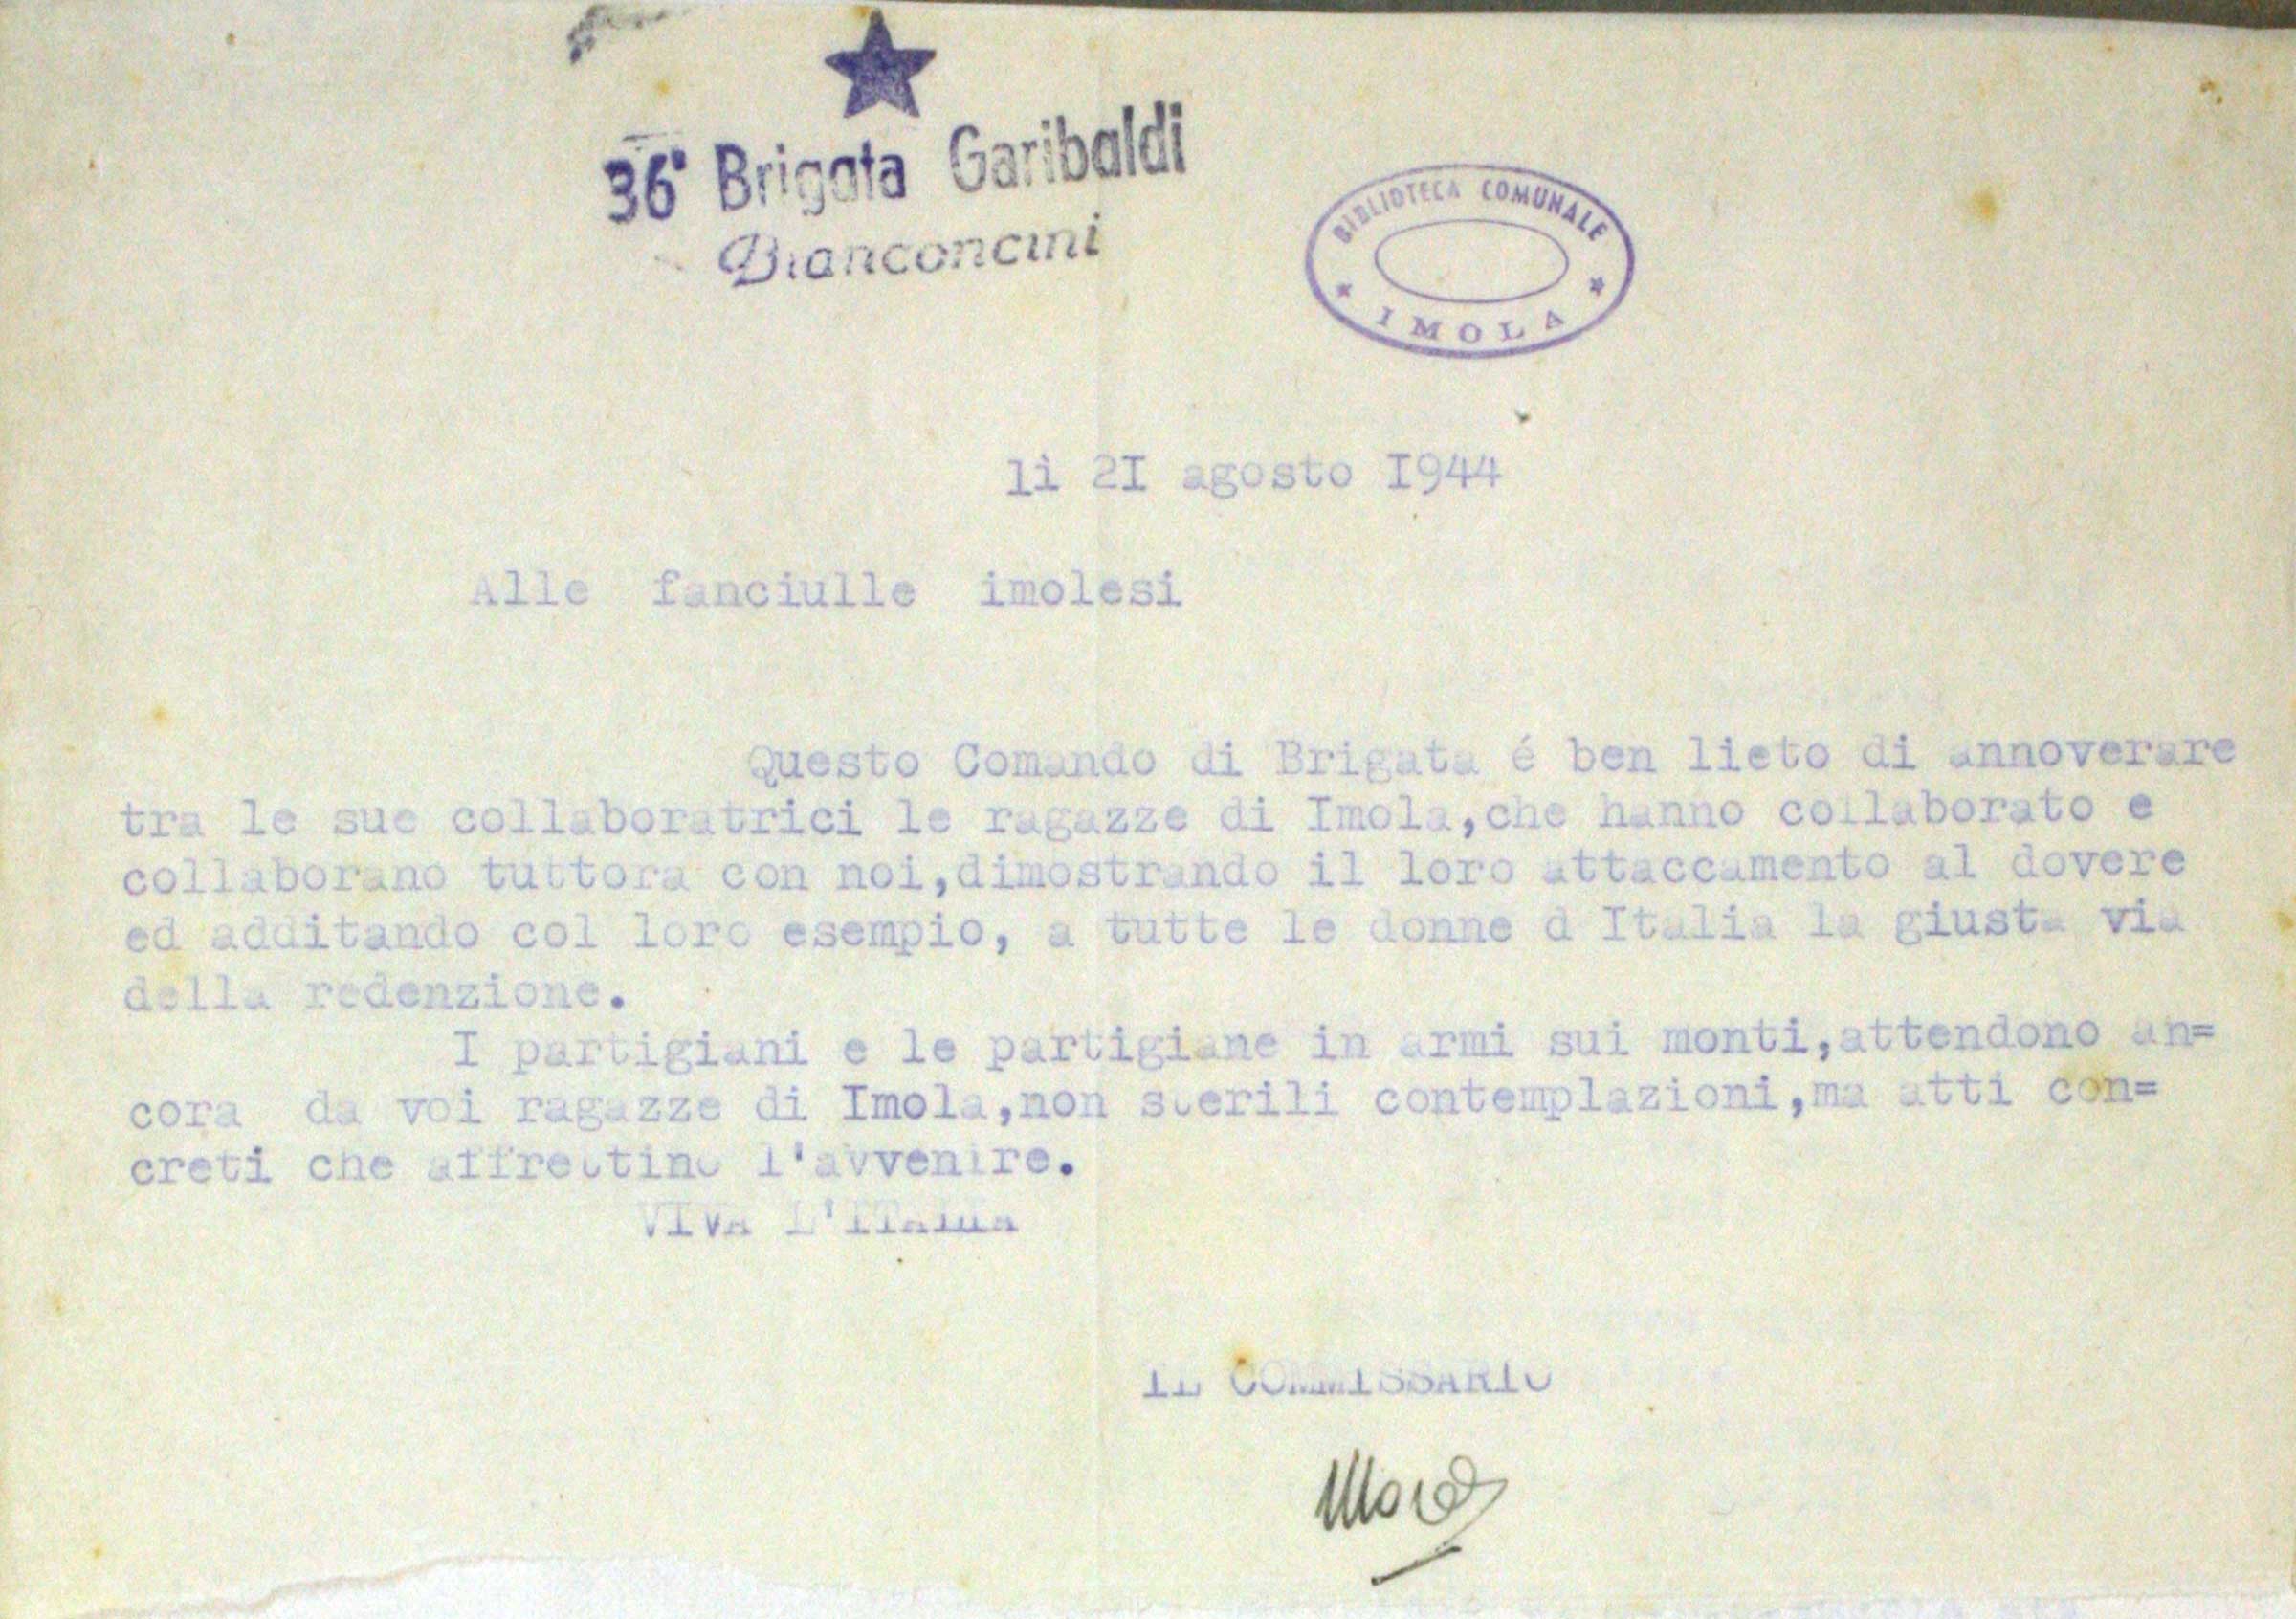 36ª Brigata Garibaldi
Bianconcini
BIBLIOTECA COMUNALE
* IMOLA *
lì 2I agosto I944
Alle fanciulle imolesi
Questo Comando di Brigata é ben lieto di annoverare
tra le sue collaboratrici le ragazze di Imola,che hanno collaborato e
collaborano tuttora con noi,dimostrando il loro attaccamento al dovere
ed additando col loro esempio, a tutte le donne d Italia la giusta via
della redenzione.
I partigiani e le partigiane in armi sui monti,attendono an=
cora da voi ragazze di Imola,non sterili contemplazioni,ma atti con=
creti che affrettino l'avvenire.
VIVA L'ITALIA
IL COMMISSARIO